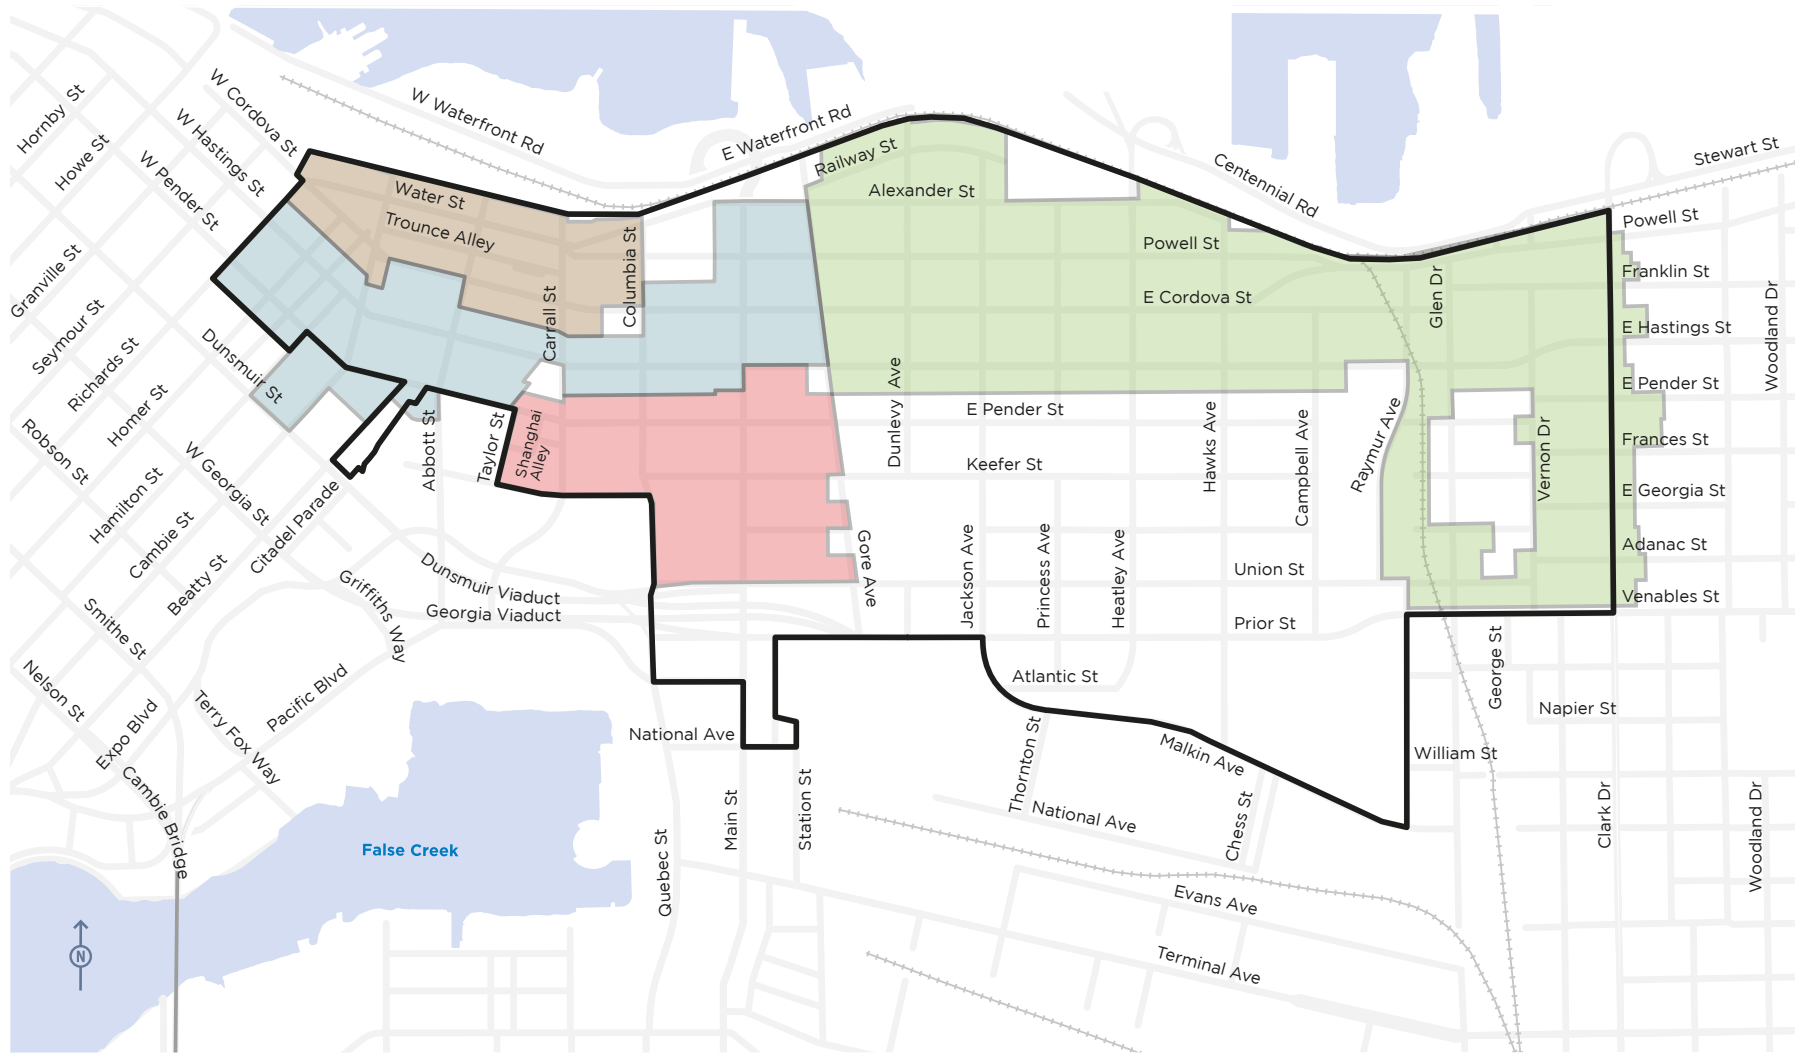 Hornby St
Howe St
W Cordova St
W Hastings St
W Pender St
W Waterfront Rd
E Waterfront Rd
Railway St
Centennial Rd
Stewart St
Water St
Trounce Alley
Alexander St
Powell St
Powell St
Granville St
Seymour St
Richards St
Homer St
Dunsmuir St
Columbia St
Carrall St
E Cordova St
Glen Dr
Franklin St
E Hastings St
Woodland Dr
E Pender St
Robson St
Hamilton St
Cambie St
Beatty St
W Georgia St
Citadel Parade
Abbott St
Taylor St
Shanghai
Alley
Dunlevy Ave
E Pender St
Keefer St
Hawks Ave
Campbell Ave
Raymur Ave
Vernon Dr
Frances St
E Georgia St
Adanac St
Venables St
Smithe St
Nelson St
Expo Blvd
Cambie Bridge
Terry Fox Way
Pacific Blvd
Griffiths Way
Dunsmuir Viaduct
Georgia Viaduct
Gore Ave
Jackson Ave
Princess Ave
Heatley Ave
Union St
Prior St
Atlantic St
George St
Napier St
William St
National Ave
Malkin Ave
Thornton St
National Ave
Chess St
Main St
Station St
Quebec St
Clark Dr
Woodland Dr
False Creek
Evans Ave
Terminal Ave
N